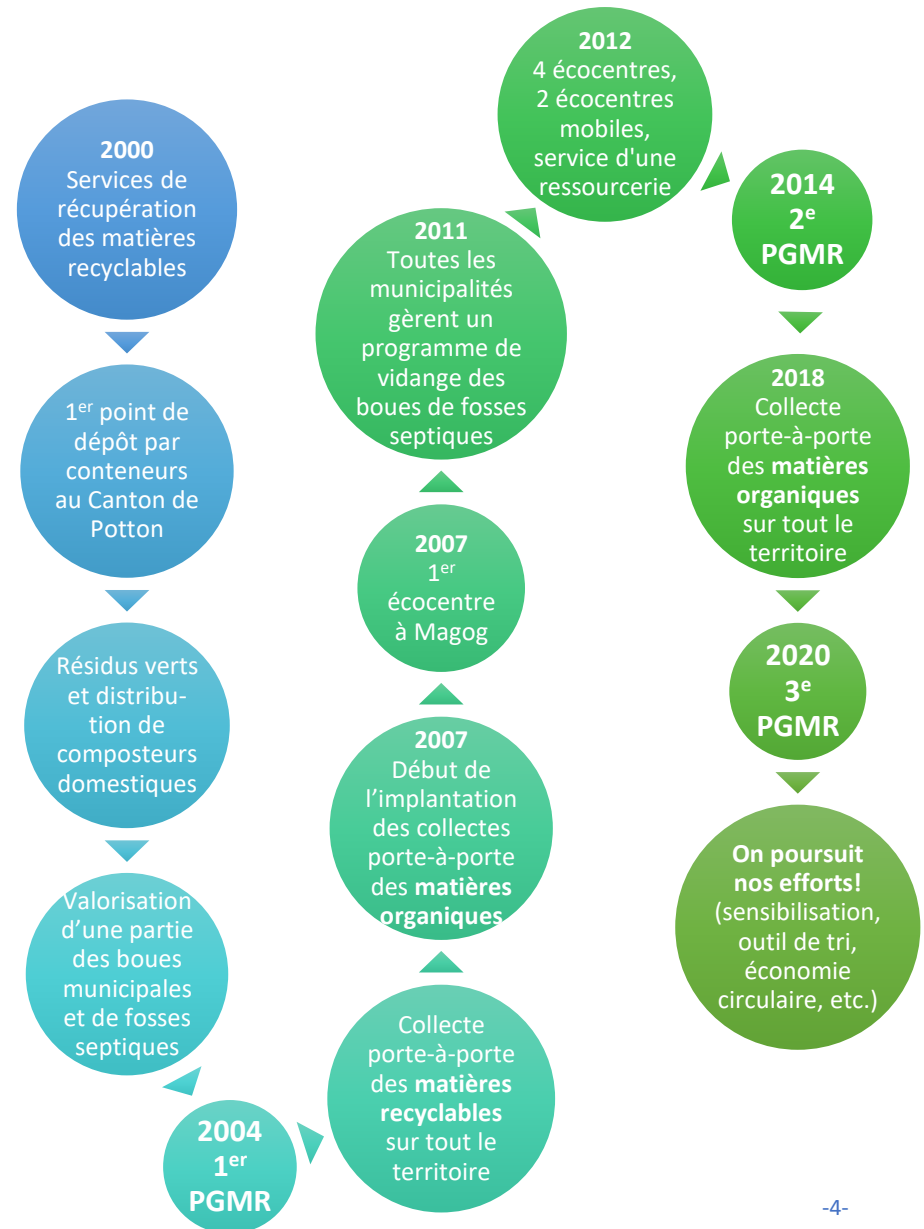 2000
Services de
récupération
des matières
recyclables
1er point de
dépôt par
conteneurs
au Canton de
Potton
Résidus verts
et distribu-
tion de
composteurs
domestiques
Valorisation
d'une partie
des boues
municipales
et de fosses
septiques
2004
1er
PGMR
Collecte
porte-à-porte
des matières
recyclables
sur tout le
territoire
2007
Début de
l’implantation
des collectes
porte-à-porte
des matières
organiques
2007
1er
écocentre
à Magog
2011
Toutes les
municipalités
gèrent un
programme de
vidange des
boues de fosses
septiques
2012
4 écocentres,
2 écocentres
mobiles,
service d'une
ressourcerie
2014
2e
PGMR
2018
Collecte
porte-à-porte
des matières
organiques
sur tout le
territoire
2020
3e
PGMR
On poursuit
nos efforts!
(sensibilisation,
outil de tri,
économie
circulaire, etc.)
-4-